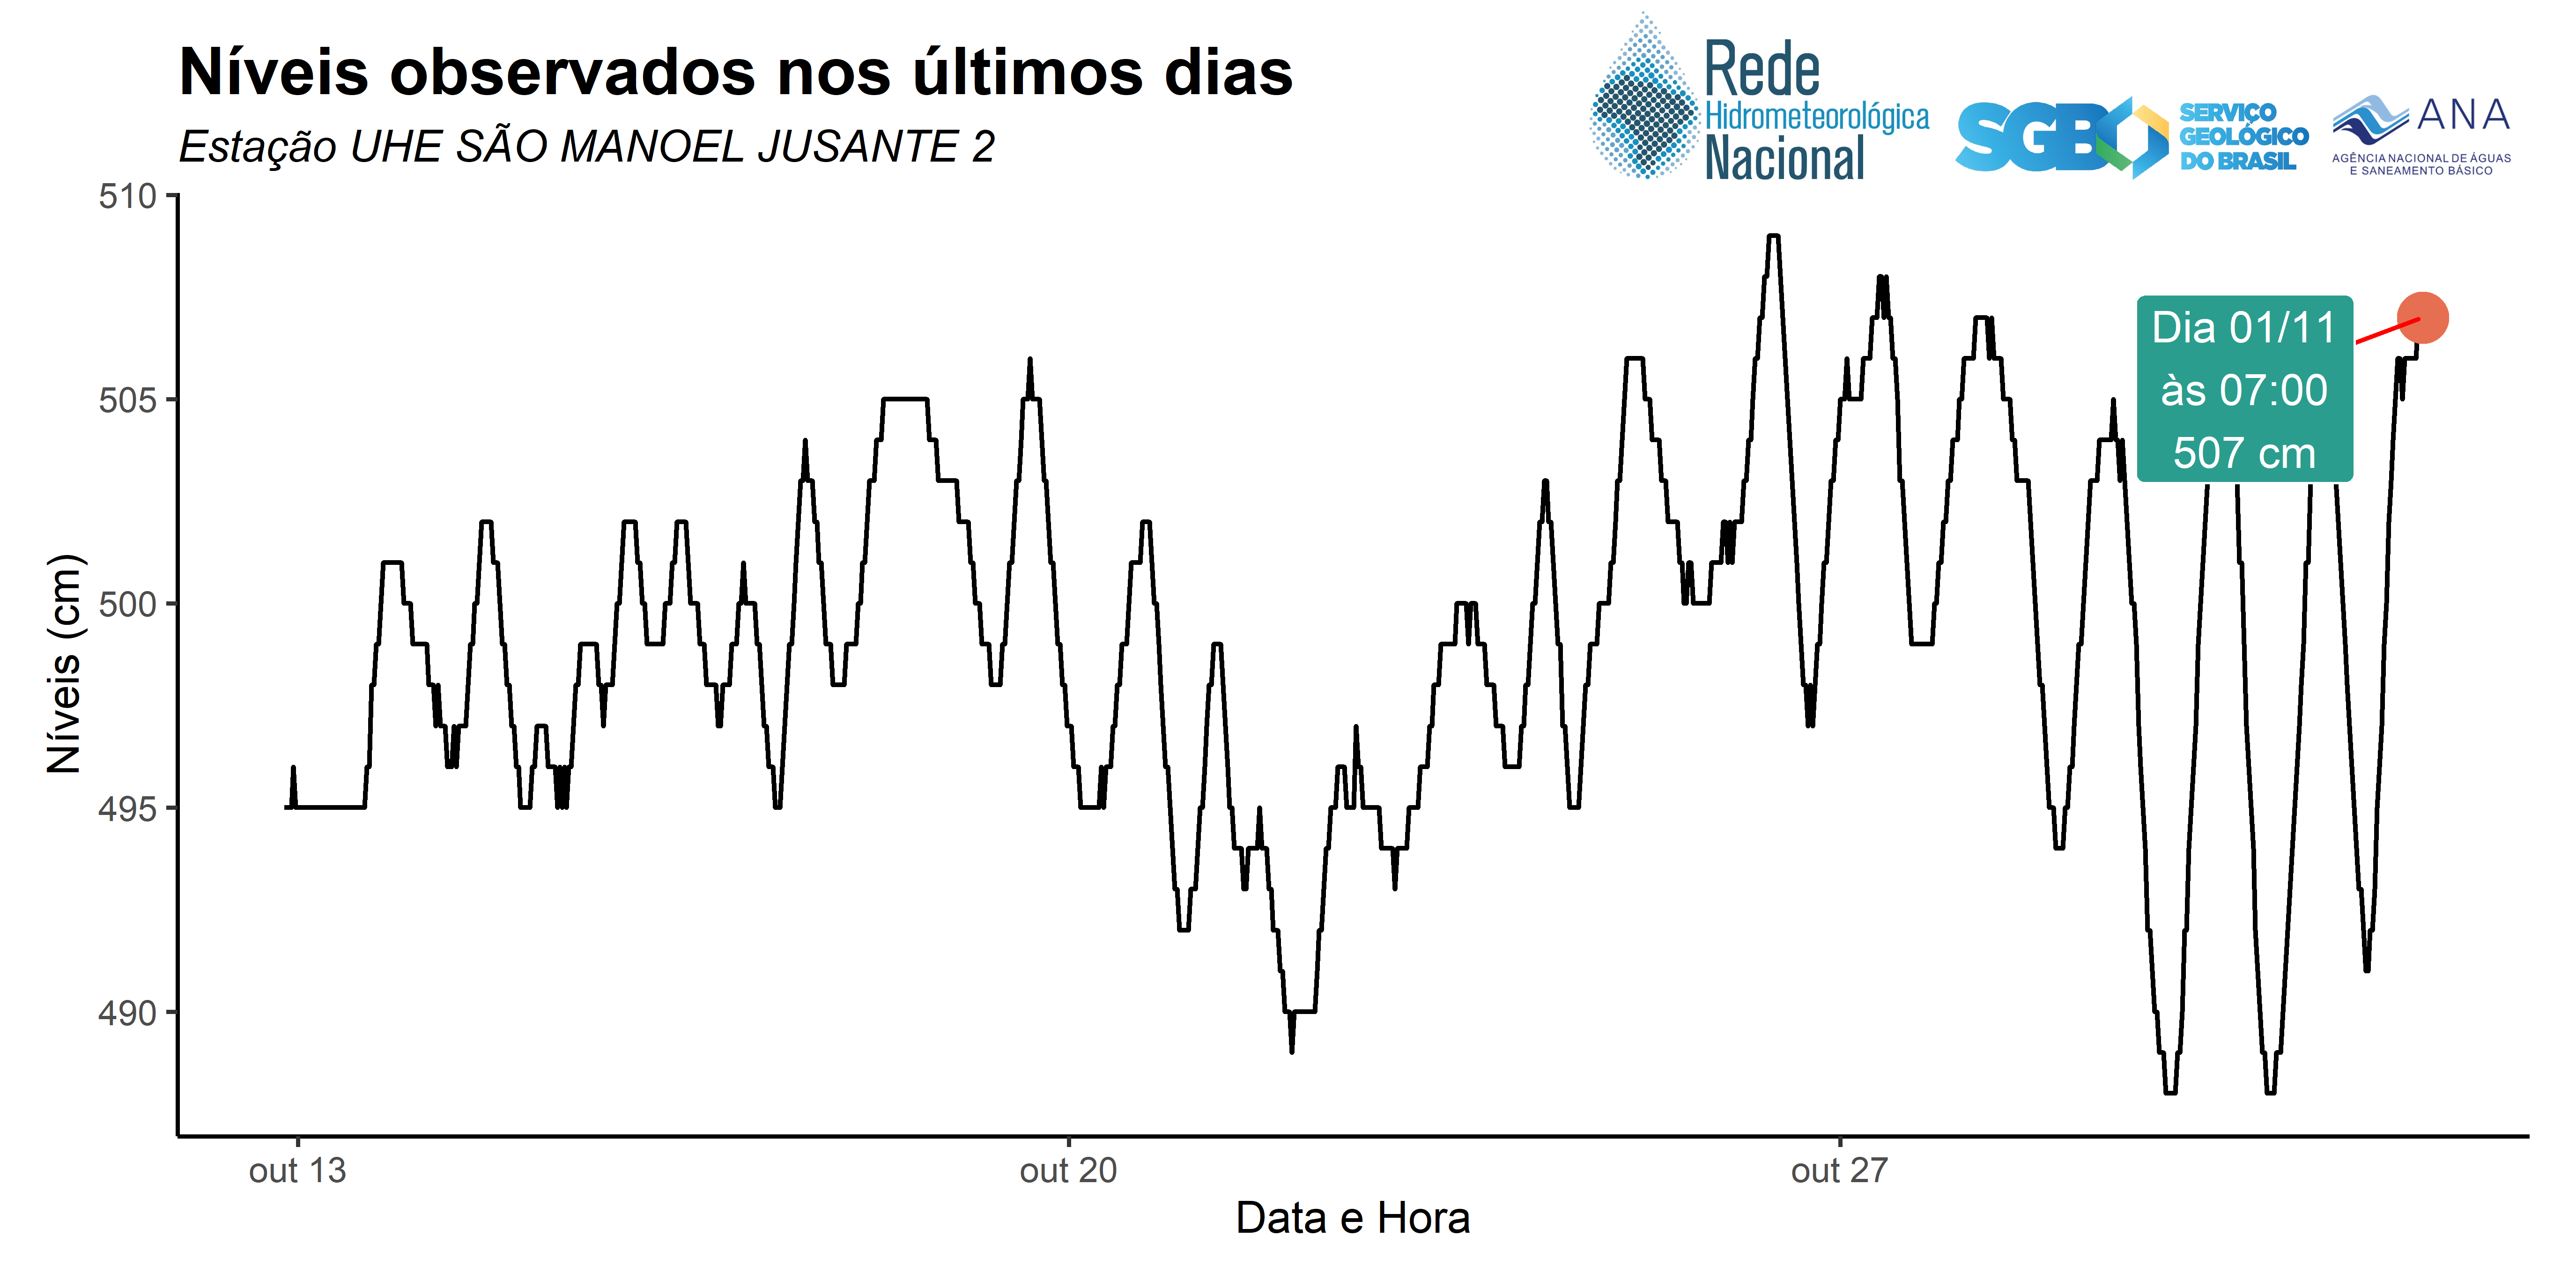 Níveis observados nos últimos dias
Estação UHE SÃO MANOEL JUSANTE 2
Rede
Hidrometeorológica
Nacional
SGB
SERVIÇO
GEOLÓGICO
DO BRASIL
ANA
AGÊNCIA NACIONAL DE ÁGUAS
E SANEAMENTO BÁSICO
510
505
500
495
490
Níveis (cm)
Dia 01/11
às 07:00
507 cm
out 13
out 20
out 27
Data e Hora